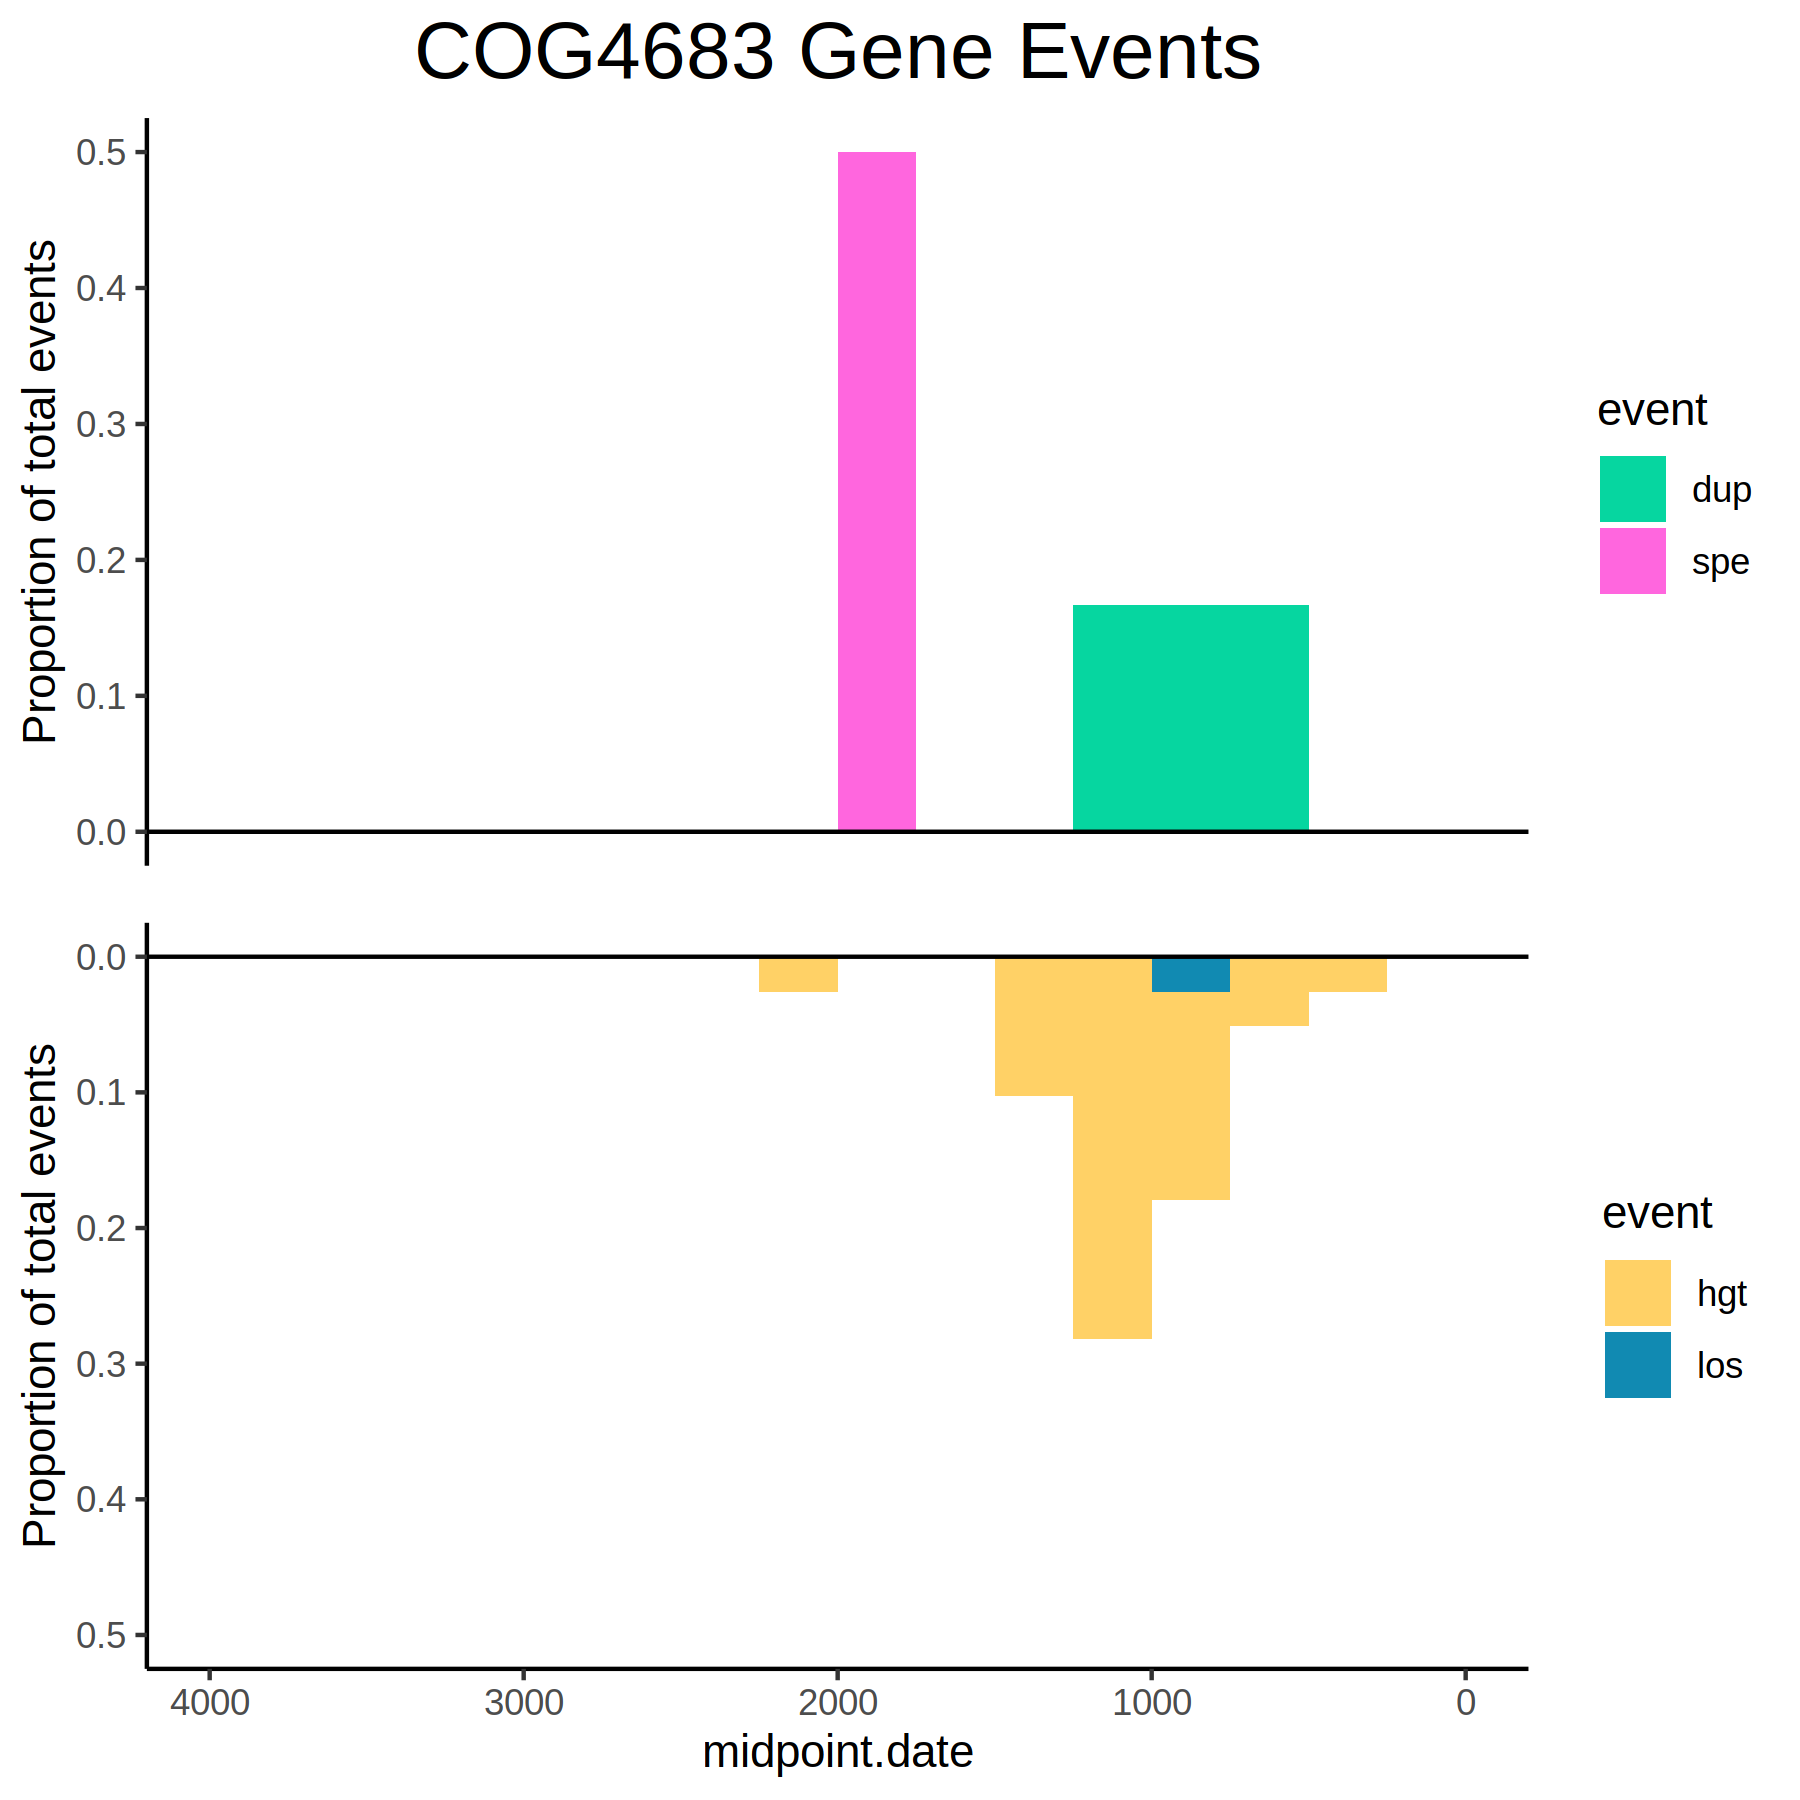 COG4683 Gene Events
Proportion of total events
0.5
0.4
0.3
0.2
0.1
0.0
event
dup
spe
Proportion of total events
0.0
0.1
0.2
0.3
0.4
0.5
event
hgt
los
4000 3000 2000 1000 0
midpoint.date